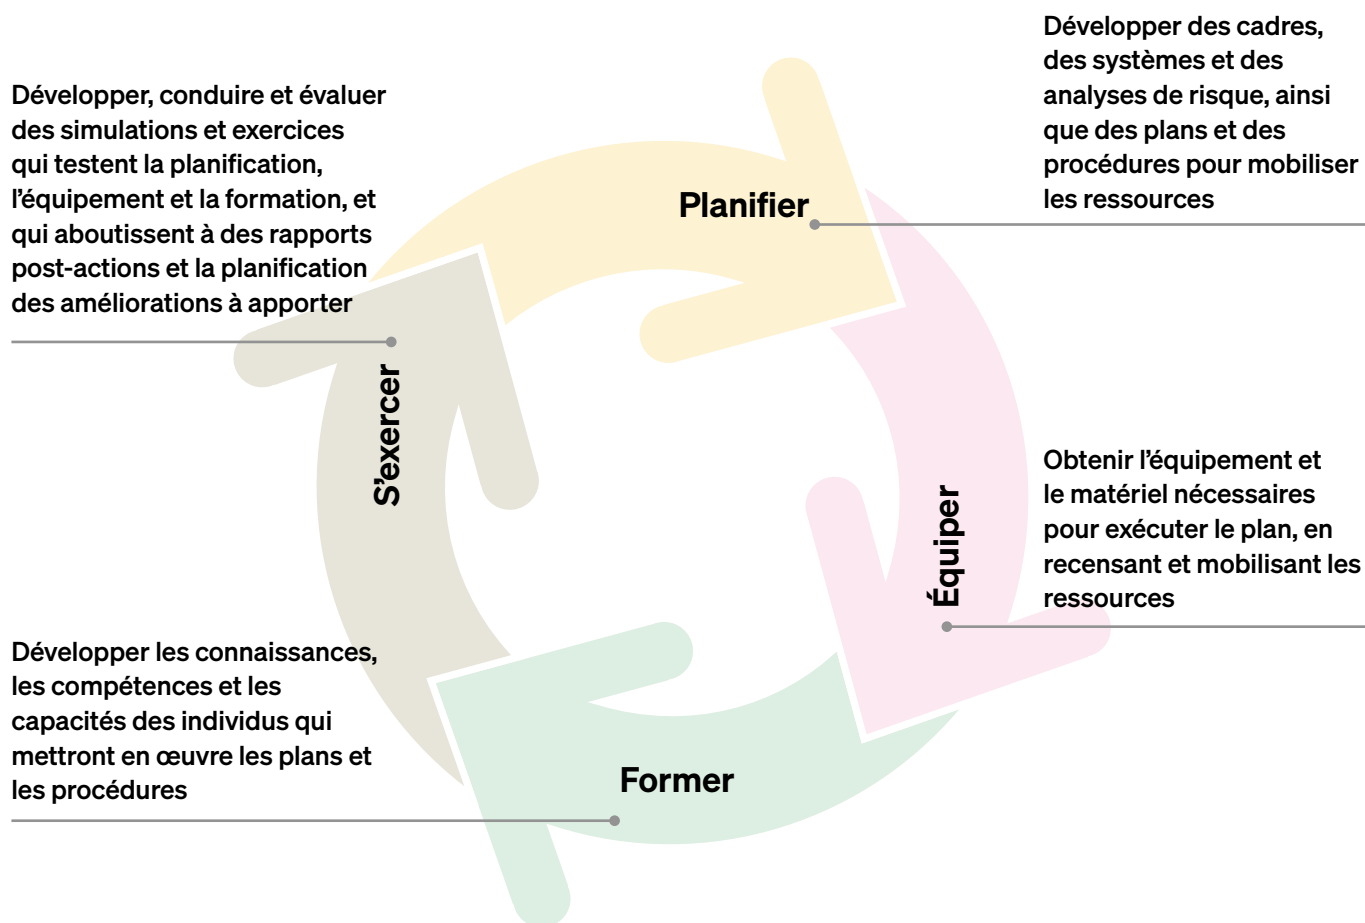 Développer des cadres,
des systèmes et des
analyses de risque, ainsi
que des plans et des
procédures pour mobiliser
les ressources
Planifier
Obtenir l’équipement et
le matériel nécessaires
pour exécuter le plan, en
recensant et mobilisant les
ressources
Équiper
Développer les connaissances,
les compétences et les
capacités des individus qui
mettront en œuvre les plans et
les procédures
Former
Développer, conduire et évaluer
des simulations et exercices
qui testent la planification,
l’équipement et la formation, et
qui aboutissent à des rapports
post-actions et la planification
des améliorations à apporter
S’exercer